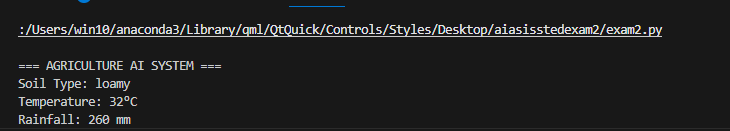 :/Users/win10/anaconda3/Library/qml/QtQuick/Controls/Styles/Desktop/aiasisstedexam2/exam2.py
=== AGRICULTURE AI SYSTEM ===
Soil Type: loamy
Temperature: 32°C
Rainfall: 260 mm